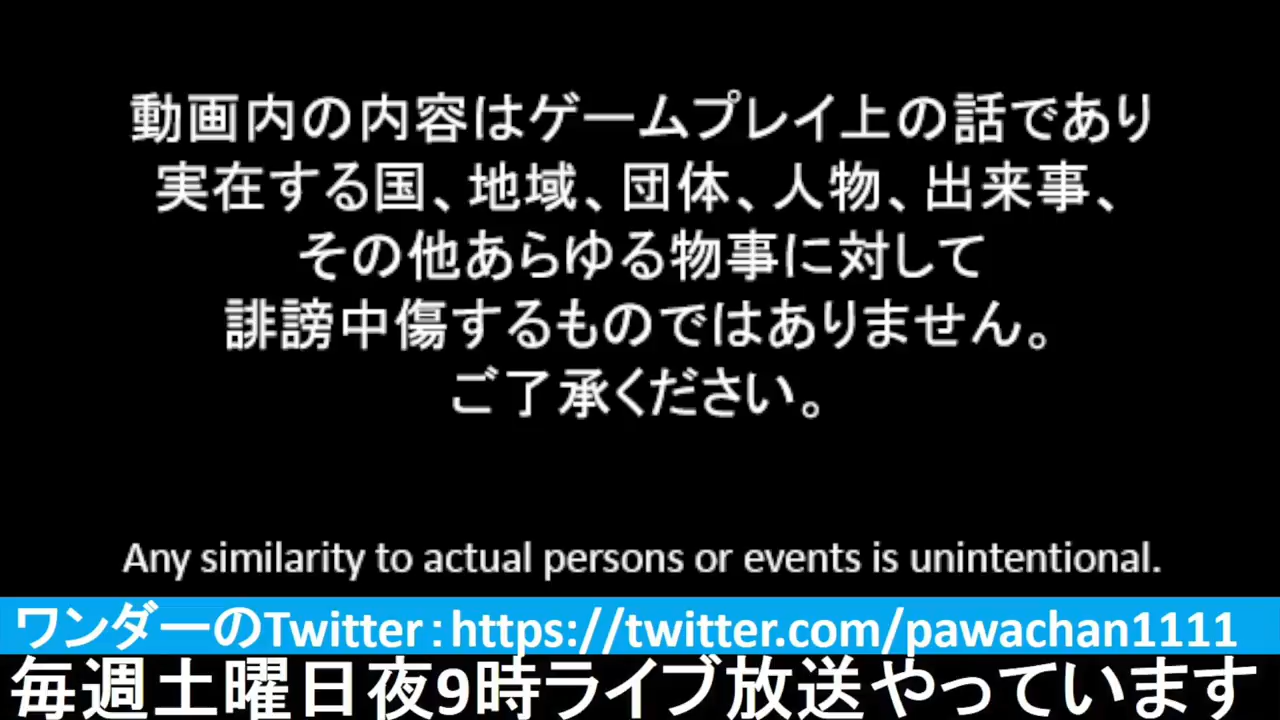 動画内の内容はゲームプレイ上の話であり
実在する国、地域、団体、人物、出来事、
その他あらゆる物事に対して
誹謗中傷するものではありません。
ご了承ください。
Any similarity to actual persons or events is unintentional.
ワンダーのTwitter：https://twitter.com/pawachan1111
毎週土曜日夜9時ライブ放送やっています